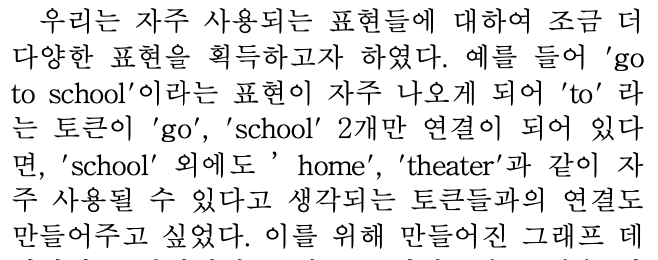 우리는 자주 사용되는 표현들에 대하여 조금 더
다양한 표현을 획득하고자 하였다. 예를 들어 'go
to school'이라는 표현이 자주 나오게 되어 'to' 라
는 토큰이 'go', 'school' 2개만 연결이 되어 있다
면, 'school' 외에도 ’ home', 'theater'과 같이 자
주 사용될 수 있다고 생각되는 토큰들과의 연결도
만들어주고 싶었다. 이를 위해 만들어진 그래프 데